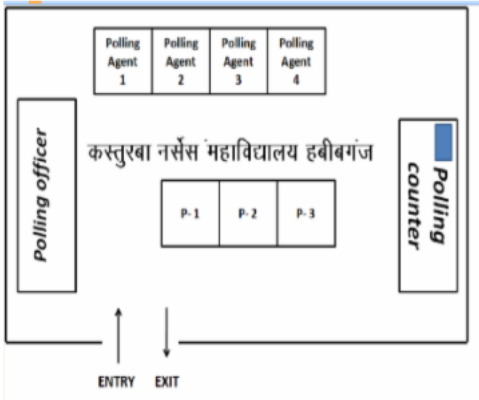 Polling Agent 1
Polling Agent 2
Polling Agent 3
Polling Agent 4
Polling officer
कस्तुरबा नर्सेस महाविद्यालय हबीबगंज
Polling counter
P-1 P-2 P-3
ENTRY EXIT